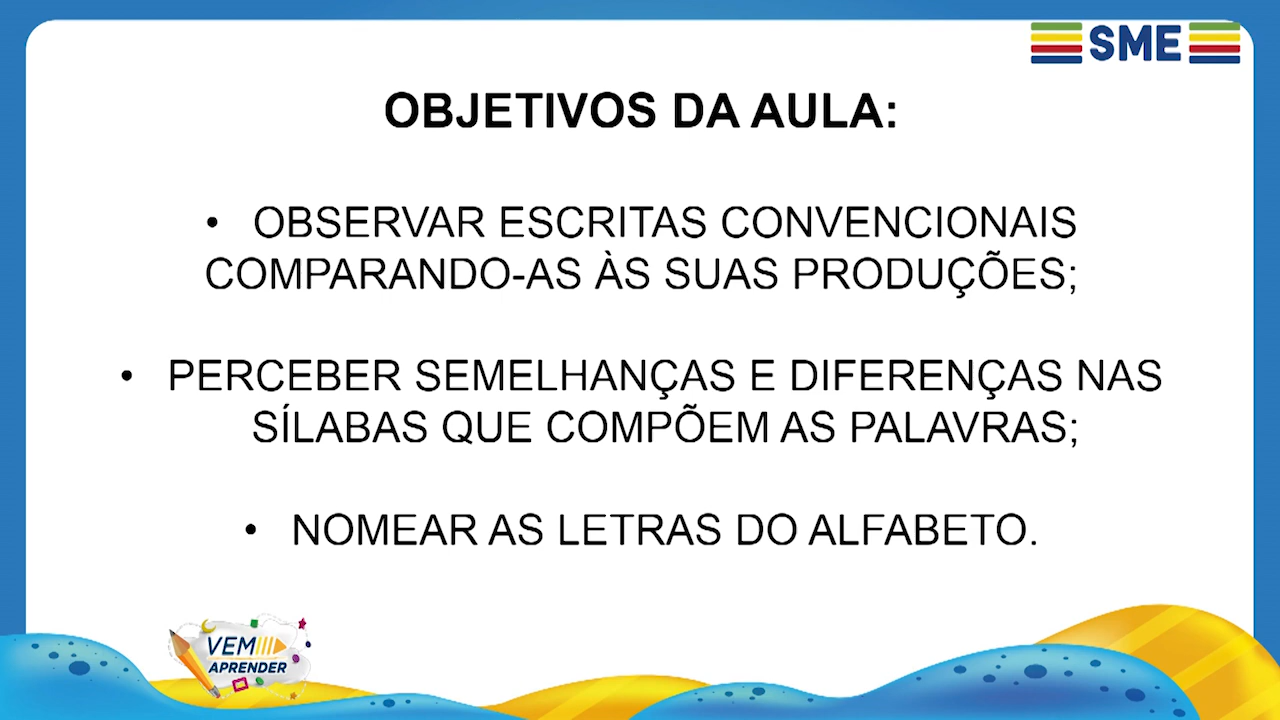 SME
OBJETIVOS DA AULA:
• OBSERVAR ESCRITAS CONVENCIONAIS
COMPARANDO-AS ÀS SUAS PRODUÇÕES;
• PERCEBER SEMELHANÇAS E DIFERENÇAS NAS
SÍLABAS QUE COMPÕEM AS PALAVRAS;
• NOMEAR AS LETRAS DO ALFABETO.
VEM
APRENDER